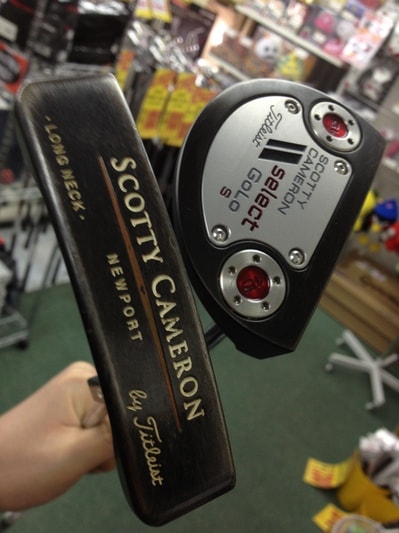 · LONG NECK ·
SCOTTY CAMERON
NEWPORT
by Titleist
Titleist
select
SCOTTY
CAMERON
GOLO
S